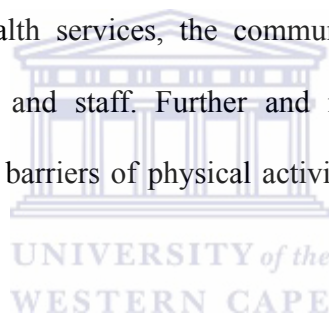 alth services, the commun
and staff. Further and
barriers of physical activi
UNIVERSITY of the
WESTERN CAPE